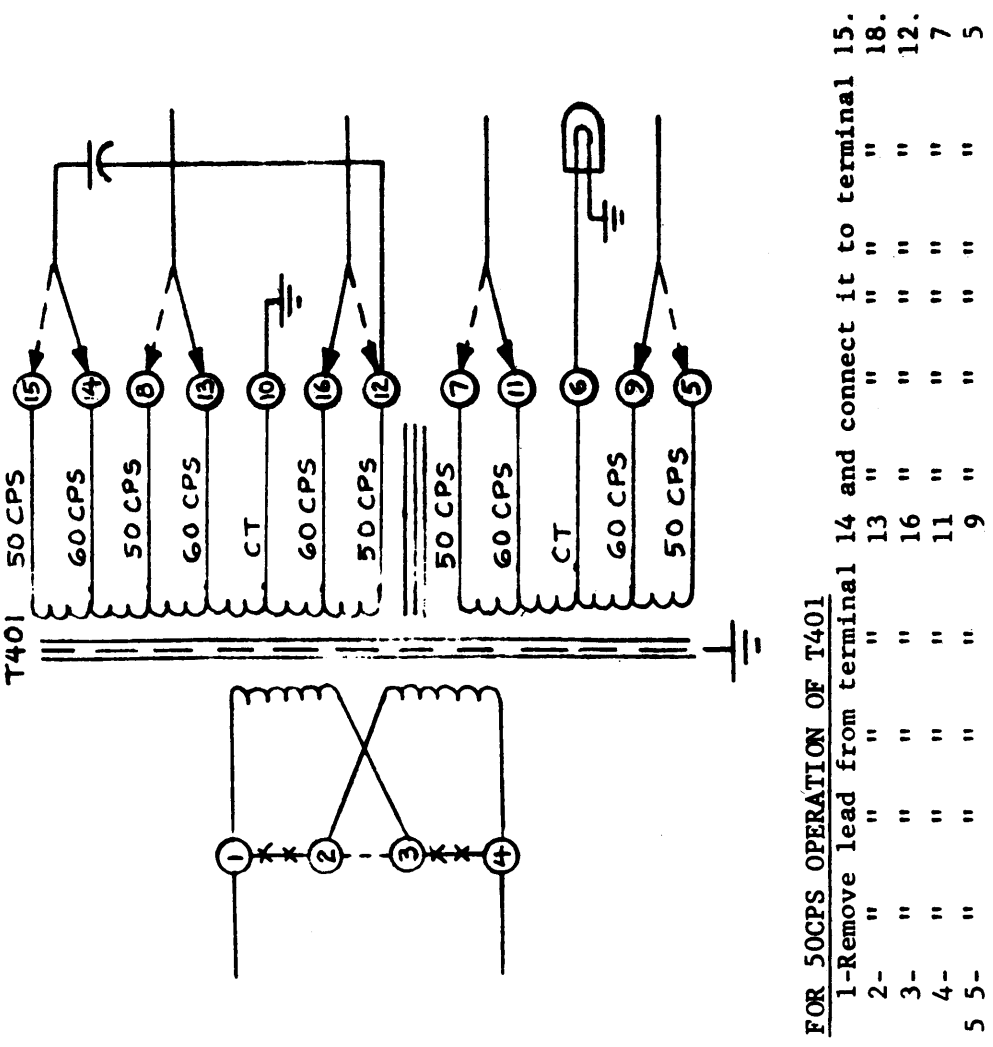 T401
50 CPS
60 CPS
50 CPS
60 CPS
CT
60 CPS
50 CPS
50 CPS
60 CPS
CT
60 CPS
50 CPS
15
14
8
13
10
16
12
7
11
6
9
5
1
2
3
4
FOR 50CPS OPERATION OF T401
1-Remove lead from terminal 14 and connect it to terminal 15.
2- " " " " 13 " " " " " 18.
3- " " " " 16 " " " " " 12.
4- " " " " 11 " " " " " 7
5 5- " " " " 9 " " " " " 5